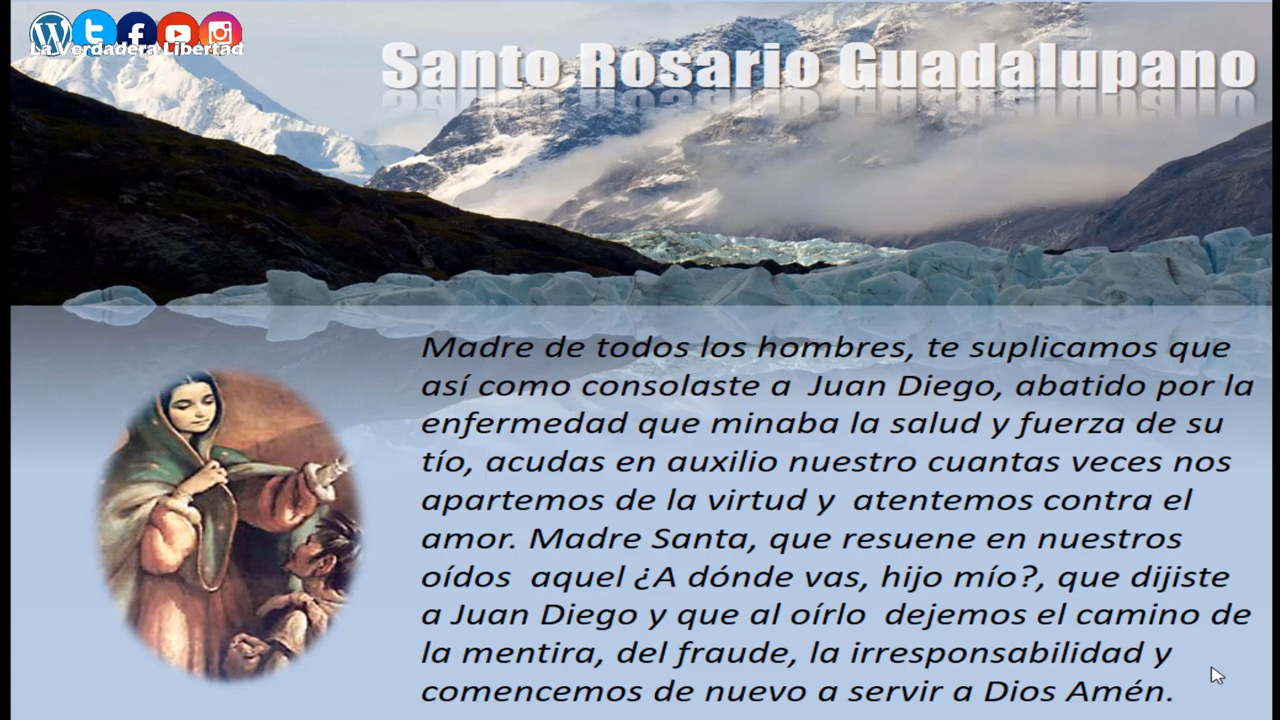 La Verdadera Libertad
Santo Rosario Guadalupano
Madre de todos los hombres, te suplicamos que
así como consolaste a Juan Diego, abatido por la
enfermedad que minaba la salud y fuerza de su
tío, acudas en auxilio nuestro cuantas veces nos
apartemos de la virtud y atentemos contra el
amor. Madre Santa, que resuene en nuestros
oídos aquel ¿A dónde vas, hijo mío?, que dijiste
a Juan Diego y que al oírlo dejemos el camino de
la mentira, del fraude, la irresponsabilidad y
comencemos de nuevo a servir a Dios Amén.